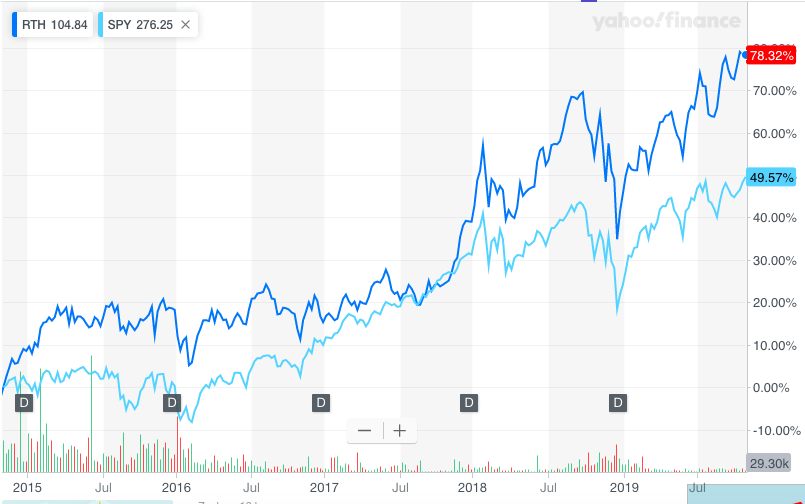 RTH 104.84 SPY 276.25 ×
yahoo!finance
78.32%
70.00%
60.00%
49.57%
40.00%
30.00%
20.00%
10.00%
0.00%
D D D D D
-10.00%
− +
29.30k
2015 Jul 2016 Jul 2017 Jul 2018 Jul 2019 Jul